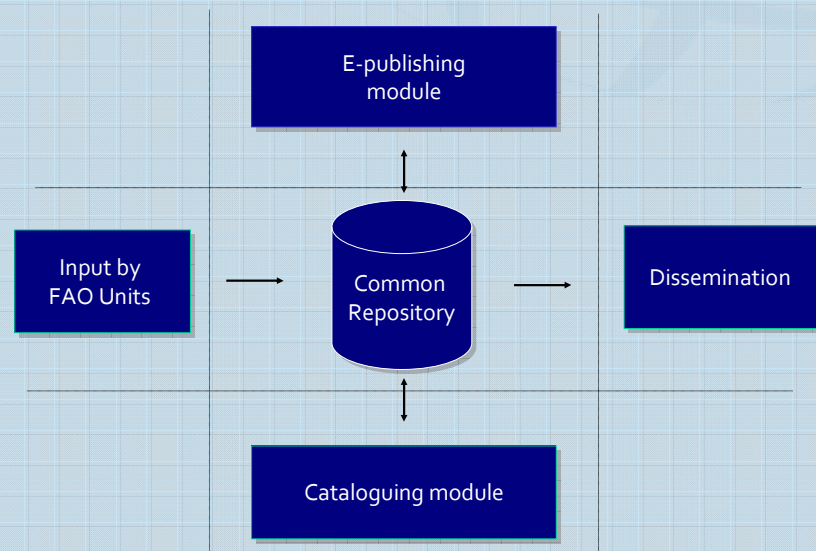 E-publishing
module
Input by
FAO Units
Common
Repository
Dissemination
Cataloguing module